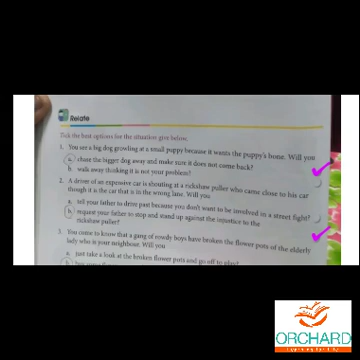 Relate
Tick the best options for the situation give below.
1. You see a big dog growling at a small puppy because it wants the puppy's bone. Will you
a. chase the bigger dog away and make sure it does not come back?
b. walk away thinking it is not your problem?
2. A driver of an expensive car is shouting at a rickshaw puller who came close to his car
though it is the car that is in the wrong lane. Will you
a. tell your father to drive past because you don't want to be involved in a street fight?
b. request your father to stop and stand up against the injustice to the
rickshaw puller?
3. You come to know that a gang of rowdy boys have broken the flower pots of the elderly
lady who is your neighbour. Will you
a. just take a look at the broken flower pots and go off to play?
ORCHARD